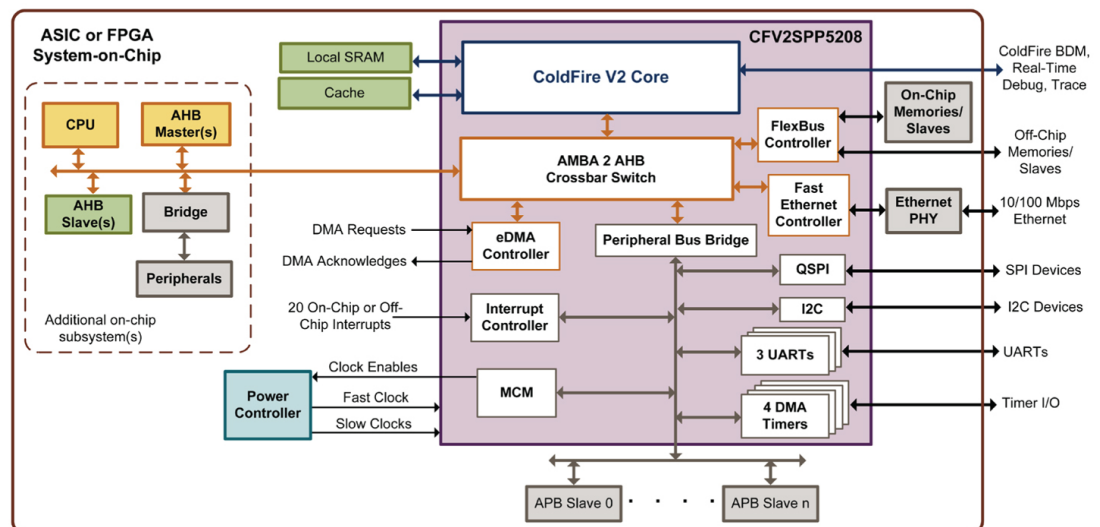 ASIC or FPGA
System-on-Chip
CFV2SPP5208
Local SRAM
Cache
ColdFire V2 Core
ColdFire BDM,
Real-Time
Debug, Trace
CPU
AHB
Master(s)
AHB
Slave(s)
Bridge
Peripherals
Additional on-chip
subsystem(s)
AMBA 2 AHB
Crossbar Switch
FlexBus
Controller
On-Chip
Memories/
Slaves
Off-Chip
Memories/
Slaves
Fast
Ethernet
Controller
Ethernet
PHY
10/100 Mbps
Ethernet
DMA Requests
DMA Acknowledges
eDMA
Controller
Peripheral Bus Bridge
QSPI
SPI Devices
20 On-Chip or Off-
Chip Interrupts
Interrupt
Controller
I2C
I2C Devices
3 UARTs
UARTs
Clock Enables
Fast Clock
Slow Clocks
Power
Controller
MCM
4 DMA
Timers
Timer I/O
APB Slave 0
. . . .
APB Slave n